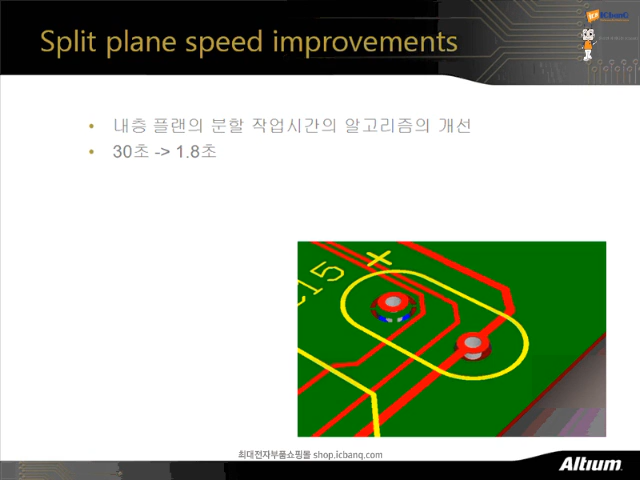 Split plane speed improvements
ICbanQ
• 내층 플랜의 분할 작업시간의 알고리즘의 개선
• 30초 -> 1.8초
C15
+
최대전자부품쇼핑몰 shop.icbanq.com
Altium